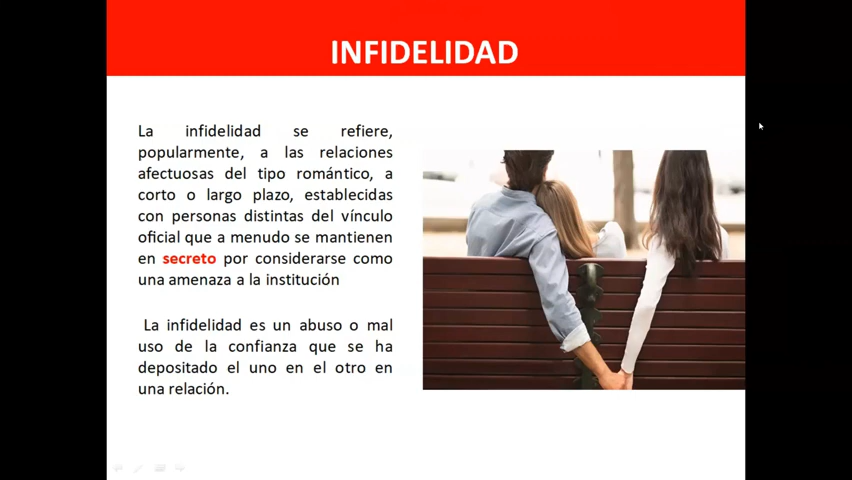 INFIDELIDAD
La infidelidad se refiere,
popularmente, a las relaciones
afectuosas del tipo romántico, a
corto o largo plazo, establecidas
con personas distintas del vínculo
oficial que a menudo se mantienen
en secreto por considerarse como
una amenaza a la institución
La infidelidad es un abuso o mal
uso de la confianza que se ha
depositado el uno en el otro en
una relación.